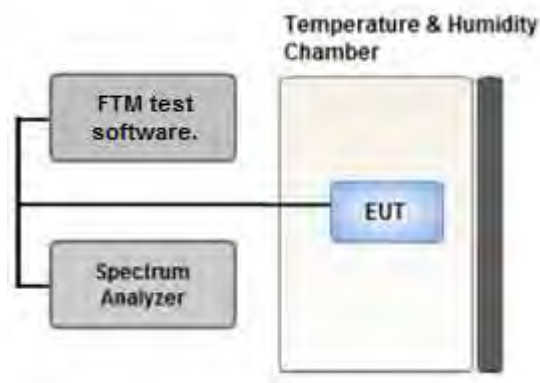 Temperature & Humidity
Chamber
FTM test
software.
EUT
Spectrum
Analyzer